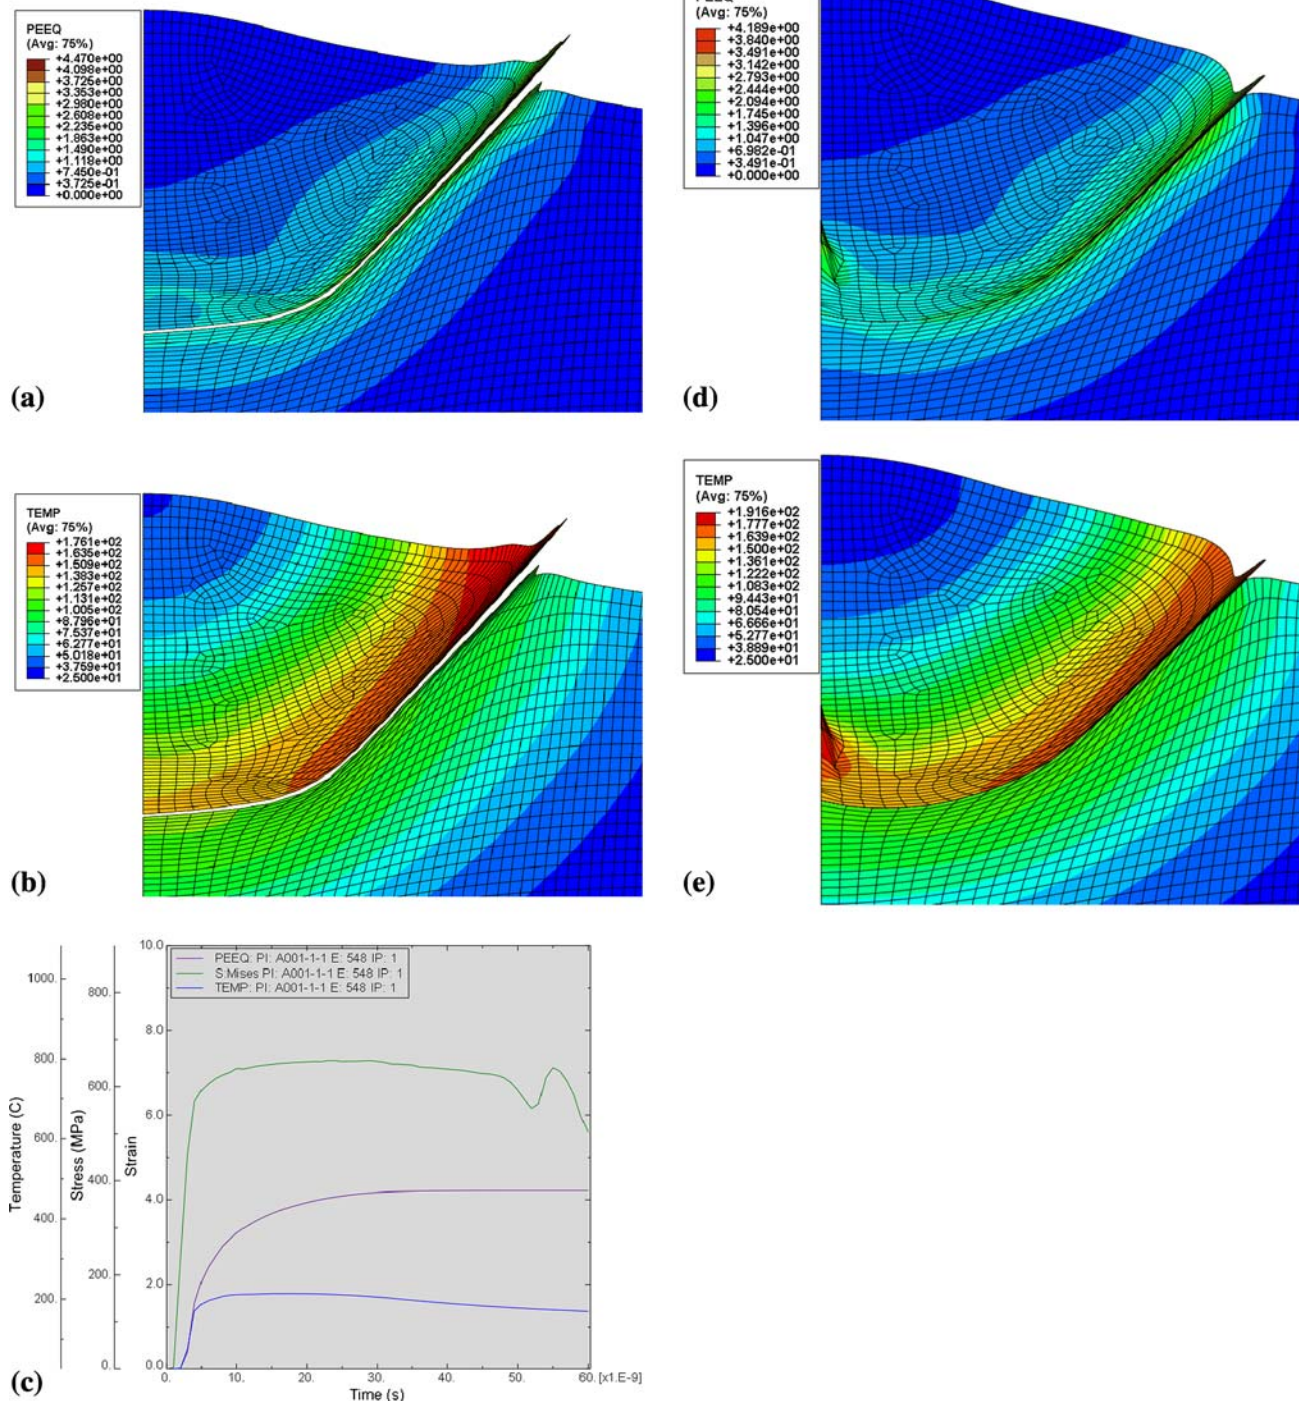 PEEQ
(Avg: 75%)
+4.470e+00
+4.098e+00
+3.726e+00
+3.353e+00
+2.980e+00
+2.608e+00
+2.235e+00
+1.863e+00
+1.490e+00
+1.118e+00
+7.450e-01
+3.725e-01
+0.000e+00
(a)
PEEQ
(Avg: 75%)
+4.189e+00
+3.840e+00
+3.491e+00
+3.142e+00
+2.793e+00
+2.444e+00
+2.094e+00
+1.745e+00
+1.396e+00
+1.047e+00
+6.982e-01
+3.491e-01
+0.000e+00
(d)
TEMP
(Avg: 75%)
+1.761e+02
+1.635e+02
+1.509e+02
+1.383e+02
+1.257e+02
+1.131e+02
+1.005e+02
+8.796e+01
+7.537e+01
+6.277e+01
+5.018e+01
+3.759e+01
+2.500e+01
(b)
TEMP
(Avg: 75%)
+1.916e+02
+1.777e+02
+1.639e+02
+1.500e+02
+1.361e+02
+1.222e+02
+1.083e+02
+9.443e+01
+8.054e+01
+6.666e+01
+5.277e+01
+3.889e+01
+2.500e+01
(e)
PEEQ: PI: A001-1-1 E: 548 IP: 1
S:Mises PI: A001-1-1 E: 548 IP: 1
TEMP: PI: A001-1-1 E: 548 IP: 1
Temperature (C)
1000.
800.
600.
400.
200.
Stress (MPa)
800.
600.
400.
200.
0.
Strain
10.0
8.0
6.0
4.0
2.0
0.0
0. 10. 20. 30. 40. 50. 60. [x1.E-9]
Time (s)
(c)